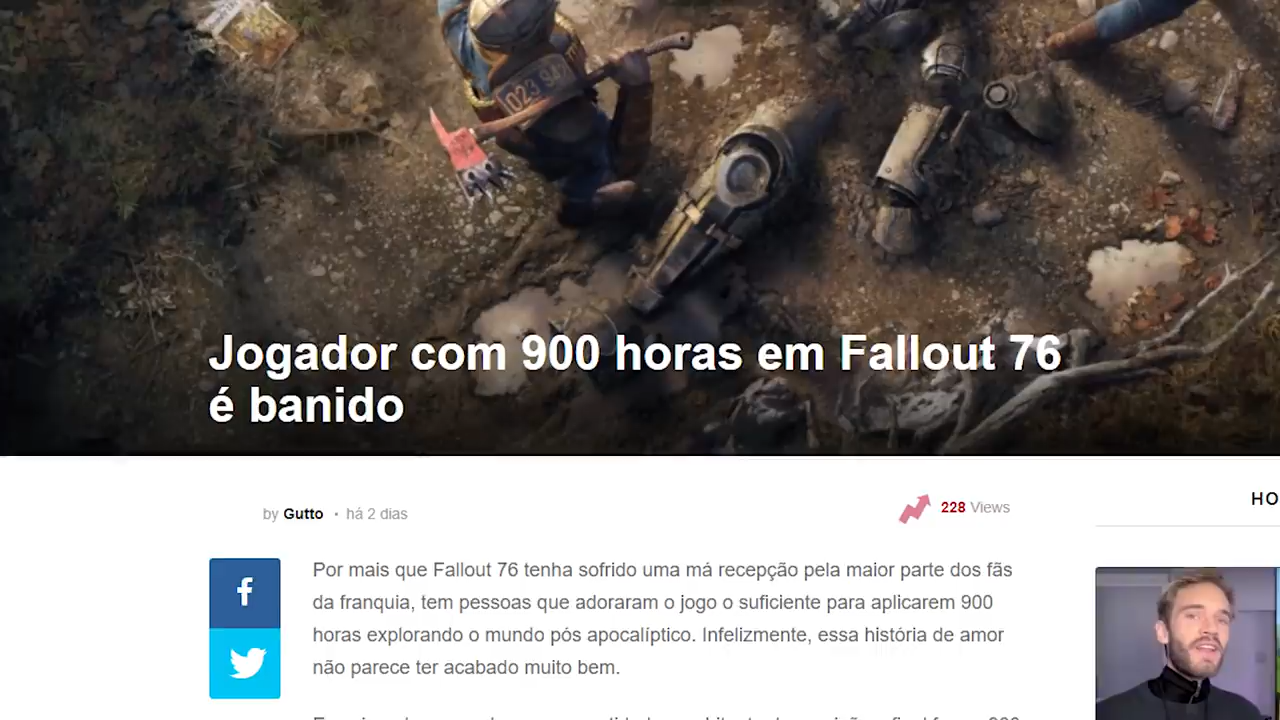 023 94
Jogador com 900 horas em Fallout 76
é banido
by Gutto · há 2 dias
228 Views
HO
Por mais que Fallout 76 tenha sofrido uma má recepção pela maior parte dos fãs
da franquia, tem pessoas que adoraram o jogo o suficiente para aplicarem 900
horas explorando o mundo pós apocalíptico. Infelizmente, essa história de amor
não parece ter acabado muito bem.